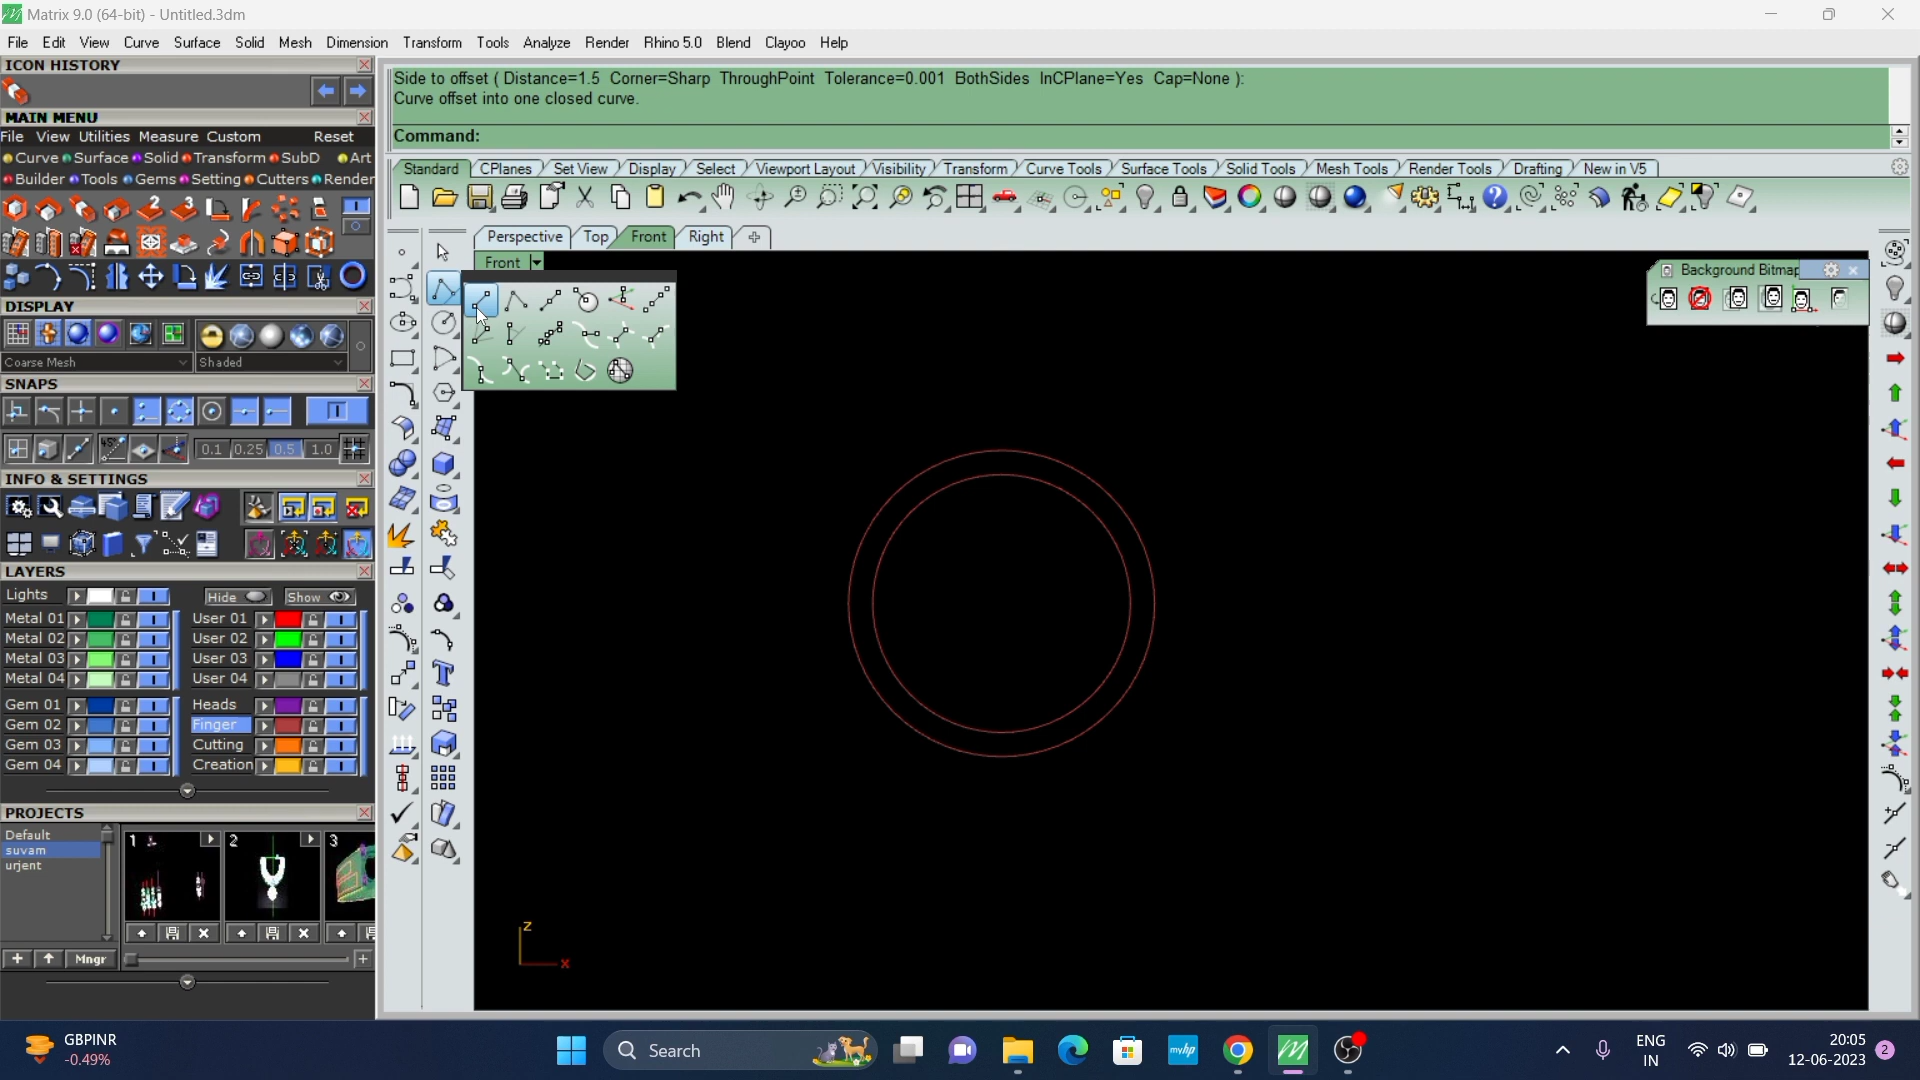 Matrix 9.0 (64-bit) - Untitled.3dm
File Edit View Curve Surface Solid Mesh Dimension Transform Tools Analyze Render Rhino 5.0 Blend Clayoo Help
ICON HISTORY
MAIN MENU
File View Utilities Measure Custom Reset
Curve Surface Solid Transform SubD Art
Builder Tools Gems Setting Cutters Render
2 3
DISPLAY
Coarse Mesh Shaded
SNAPS
45°
0.1 0.25 0.5 1.0
INFO & SETTINGS
LAYERS
Lights Hide Show
Metal 01 User 01
Metal 02 User 02
Metal 03 User 03
Metal 04 User 04
Gem 01 Heads
Gem 02 Finger
Gem 03 Cutting
Gem 04 Creation
PROJECTS
Default
suvam
urjent
1 2 3
Mngr
Side to offset ( Distance=1.5 Corner=Sharp ThroughPoint Tolerance=0.001 BothSides InCPlane=Yes Cap=None ):
Curve offset into one closed curve.
Command:
Standard CPlanes Set View Display Select Viewport Layout Visibility Transform Curve Tools Surface Tools Solid Tools Mesh Tools Render Tools Drafting New in V5
Perspective Top Front Right
Front
Background Bitmap
z
x
GBPINR
-0.49%
Search
myhp
ENG
IN
20:05
12-06-2023
2